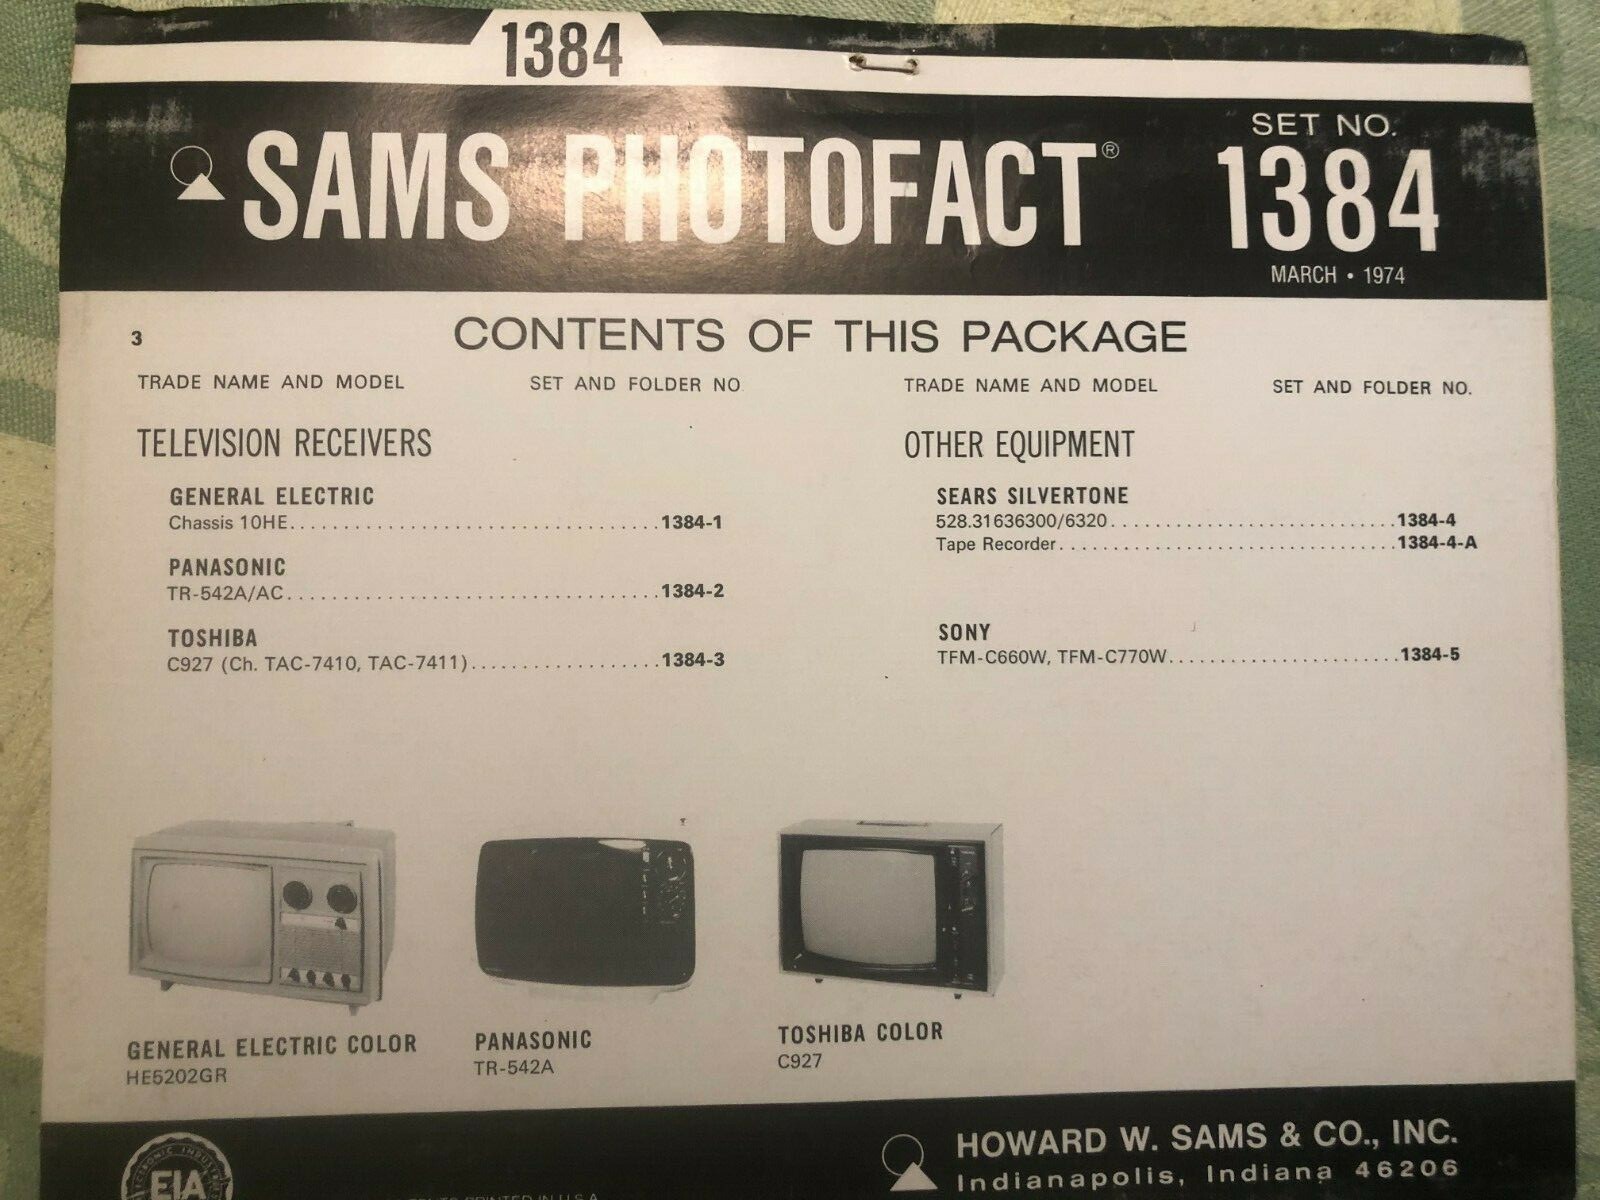 1384
SAMS PHOTOFACT®
SET NO.
1384
MARCH • 1974
3
CONTENTS OF THIS PACKAGE
TRADE NAME AND MODEL SET AND FOLDER NO.
TELEVISION RECEIVERS
GENERAL ELECTRIC
Chassis 10HE..................................1384-1
PANASONIC
TR-542A/AC..................................1384-2
TOSHIBA
C927 (Ch. TAC-7410, TAC-7411)..................1384-3
TRADE NAME AND MODEL SET AND FOLDER NO.
OTHER EQUIPMENT
SEARS SILVERTONE
528.31636300/6320..........................1384-4
Tape Recorder...............................1384-4-A
SONY
TFM-C660W, TFM-C770W.....................1384-5
GENERAL ELECTRIC COLOR
HE5202GR
PANASONIC
TR-542A
TOSHIBA COLOR
C927
EIA
PRINTED IN U.S.A.
HOWARD W. SAMS & CO., INC.
Indianapolis, Indiana 46206